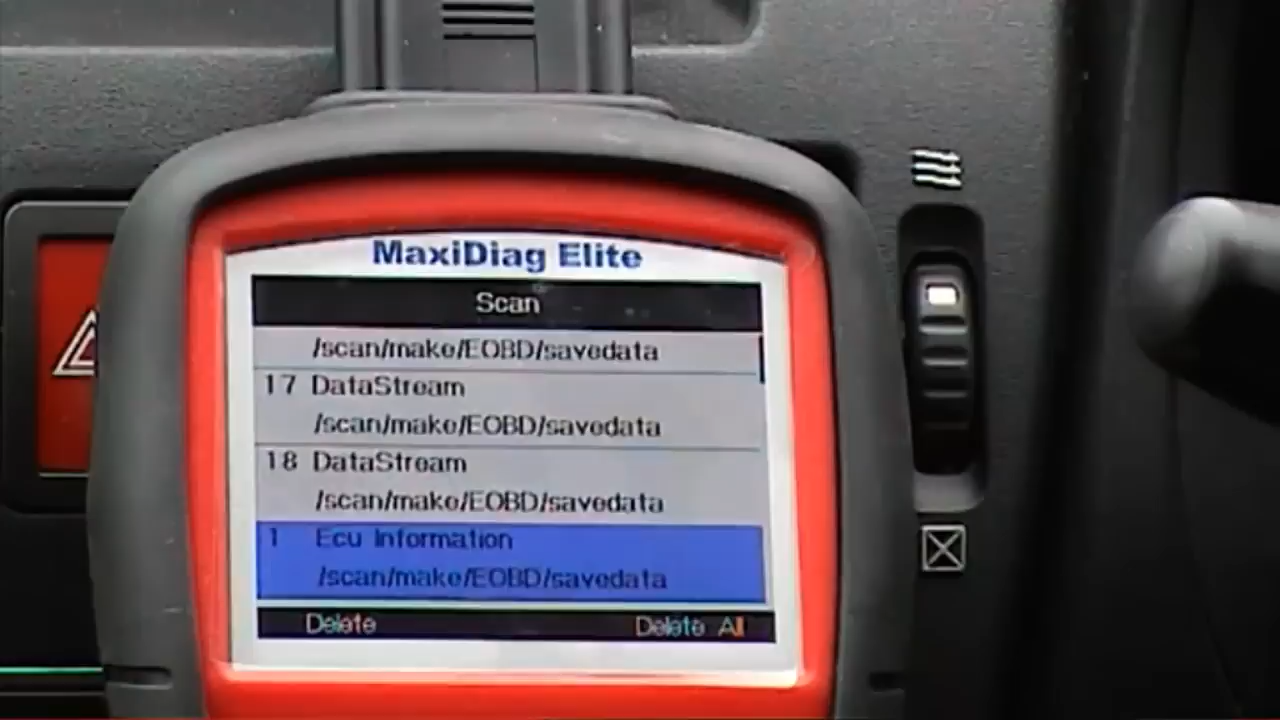 MaxiDiag Elite
Scan
/scan/make/EOBD/savedata
17 DataStream
/scan/make/EOBD/savedata
18 DataStream
/scan/make/EOBD/savedata
1 Ecu Information
/scan/make/EOBD/savedata
Delete Delete All